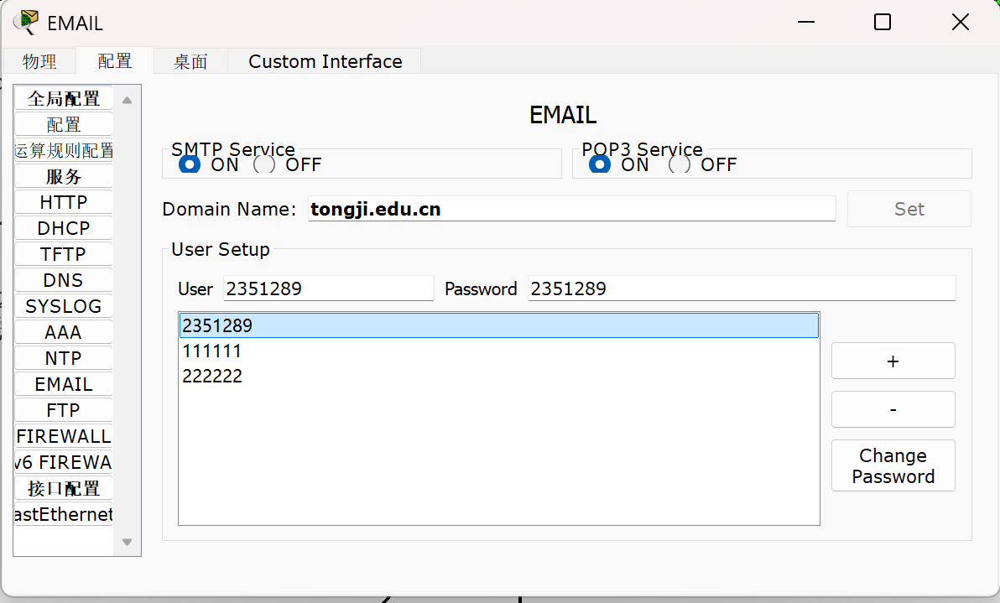 EMAIL
物理 配置 桌面 Custom Interface
全局配置
配置
运算规则配置
服务
HTTP
DHCP
TFTP
DNS
SYSLOG
AAA
NTP
EMAIL
FTP
FIREWALL
v6 FIREWA
接口配置
astEthernet
EMAIL
SMTP Service
ON OFF
POP3 Service
ON OFF
Domain Name: tongji.edu.cn Set
User Setup
User 2351289 Password 2351289
2351289
111111
222222
+
-
Change
Password